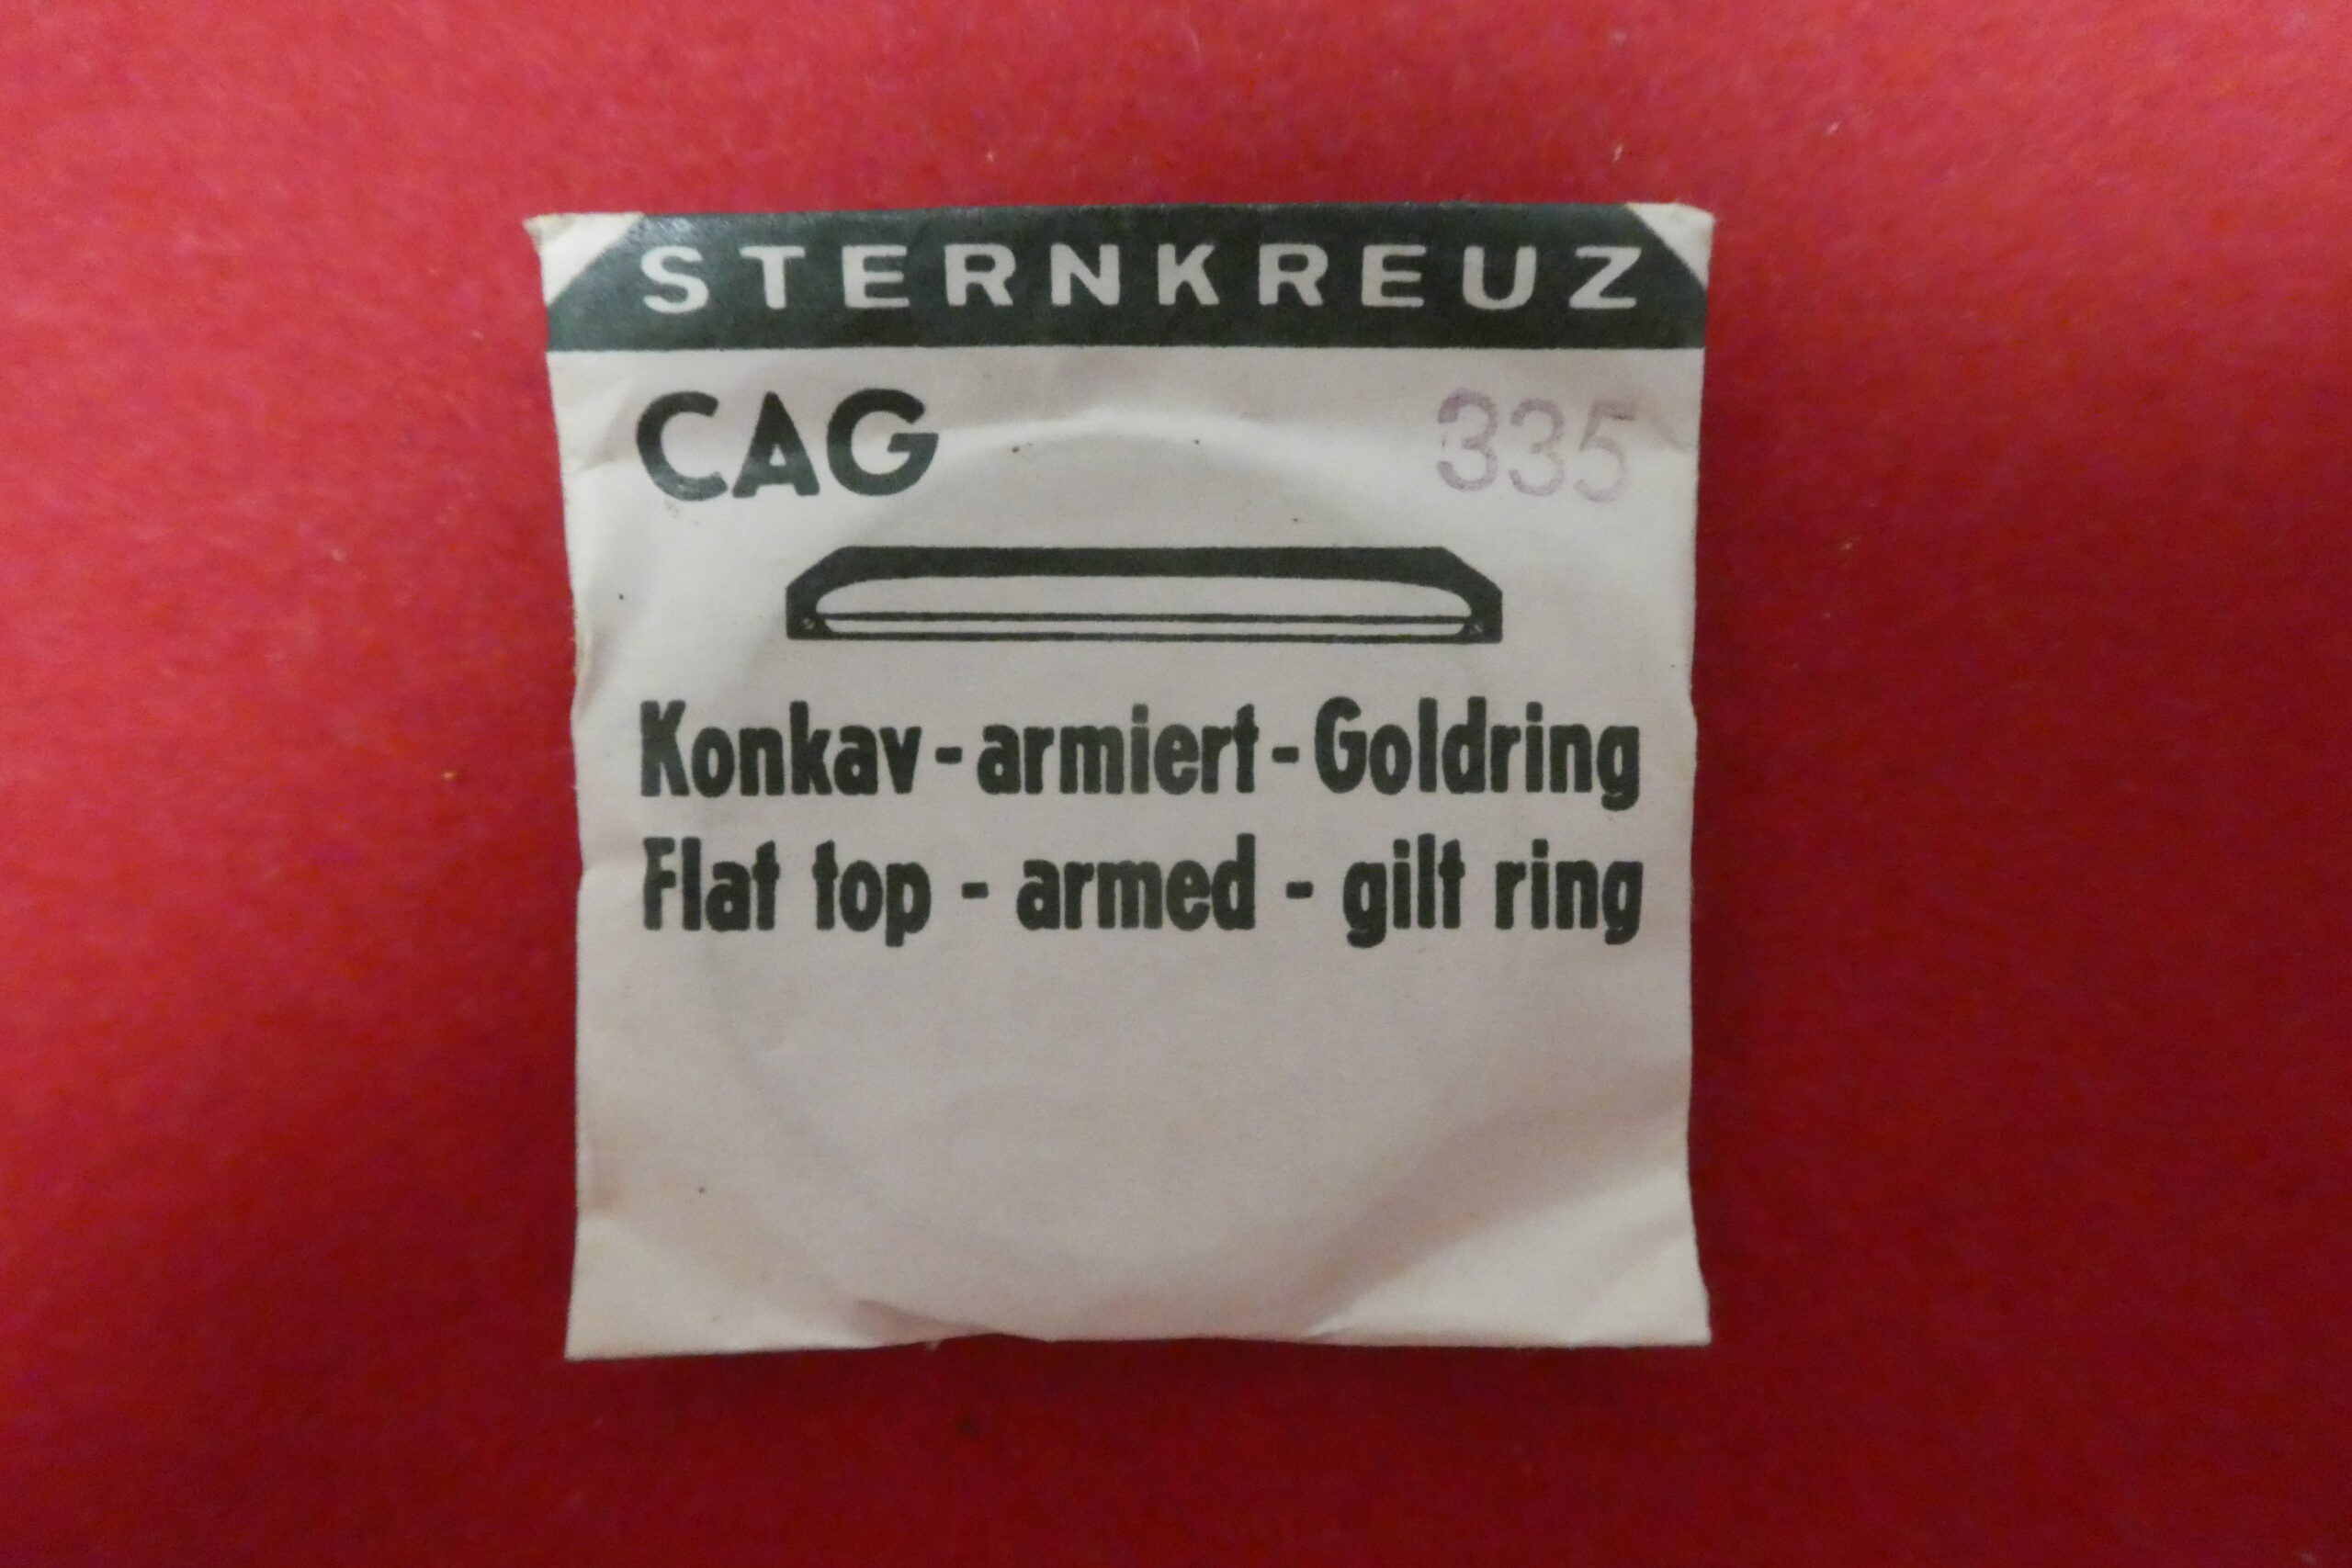 STERNKREUZ
CAG 335
Konkav-armiert-Goldring
Flat top - armed - gilt ring